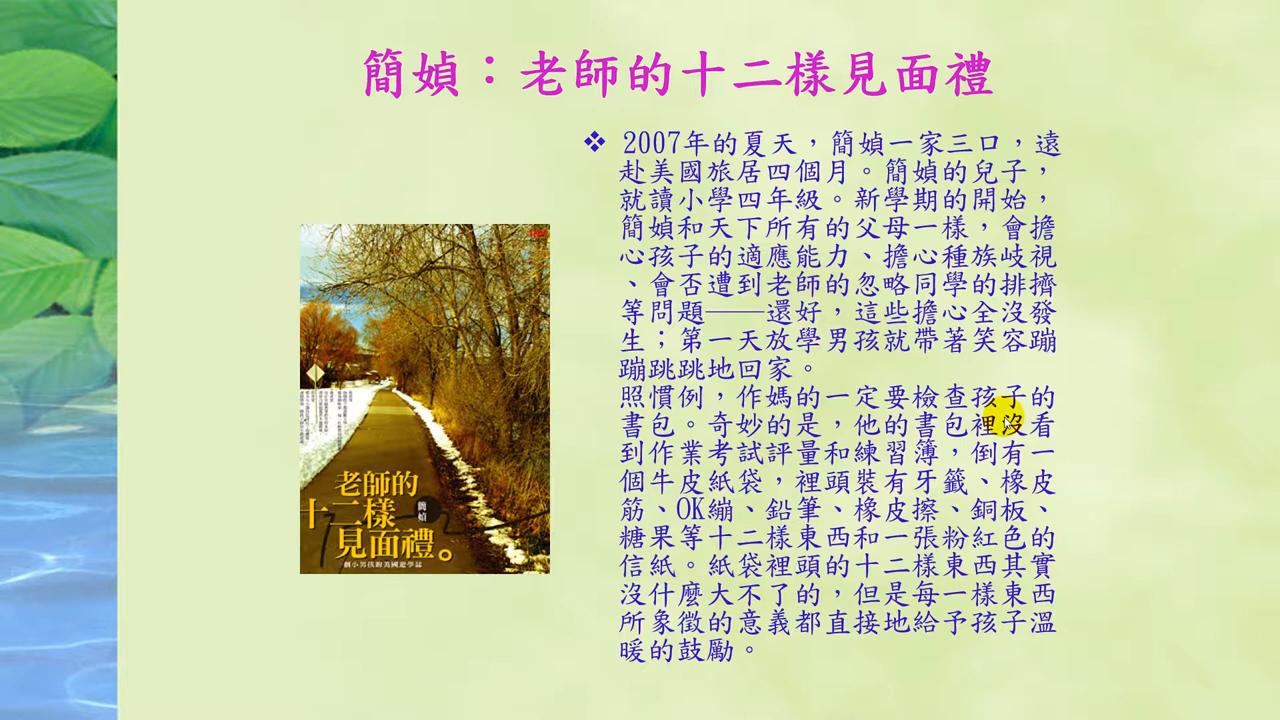 簡媜：老師的十二樣見面禮
❖ 2007年的夏天，簡媜一家三口，遠
赴美國旅居四個月。簡媜的兒子，
就讀小學四年級。新學期的開始，
簡媜和天下所有的父母一樣，會擔
心孩子的適應能力、擔心種族歧視
、會否遭到老師的忽略同學的排擠
等問題——還好，這些擔心全沒發
生；第一天放學男孩就帶著笑容蹦
蹦跳跳地回家。
照慣例，作媽的一定要檢查孩子的
書包。奇妙的是，他的書包裡沒看
到作業考試評量和練習簿，倒有一
個牛皮紙袋，裡頭裝有牙籤、橡皮
筋、OK繃、鉛筆、橡皮擦、銅板、
糖果等十二樣東西和一張粉紅色的
信紙。紙袋裡頭的十二樣東西其實
沒什麼大不了的，但是每一樣東西
所象徵的意義都直接地給予孩子溫
暖的鼓勵。
老師的
十二樣
見面禮。
簡媜
一個小男孩的美國遊學誌